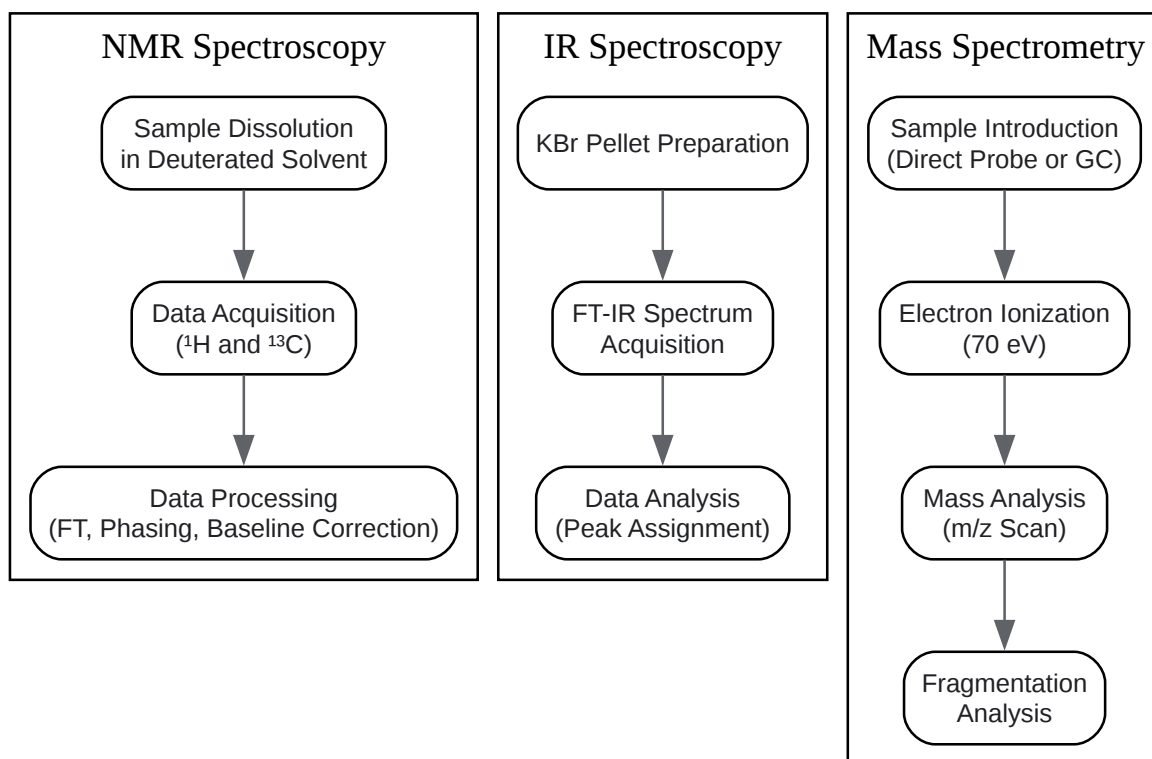 NMR Spectroscopy
Sample Dissolution
in Deuterated Solvent
Data Acquisition
(¹H and ¹³C)
Data Processing
(FT, Phasing, Baseline Correction)
IR Spectroscopy
KBr Pellet Preparation
FT-IR Spectrum
Acquisition
Data Analysis
(Peak Assignment)
Mass Spectrometry
Sample Introduction
(Direct Probe or GC)
Electron Ionization
(70 eV)
Mass Analysis
(m/z Scan)
Fragmentation
Analysis